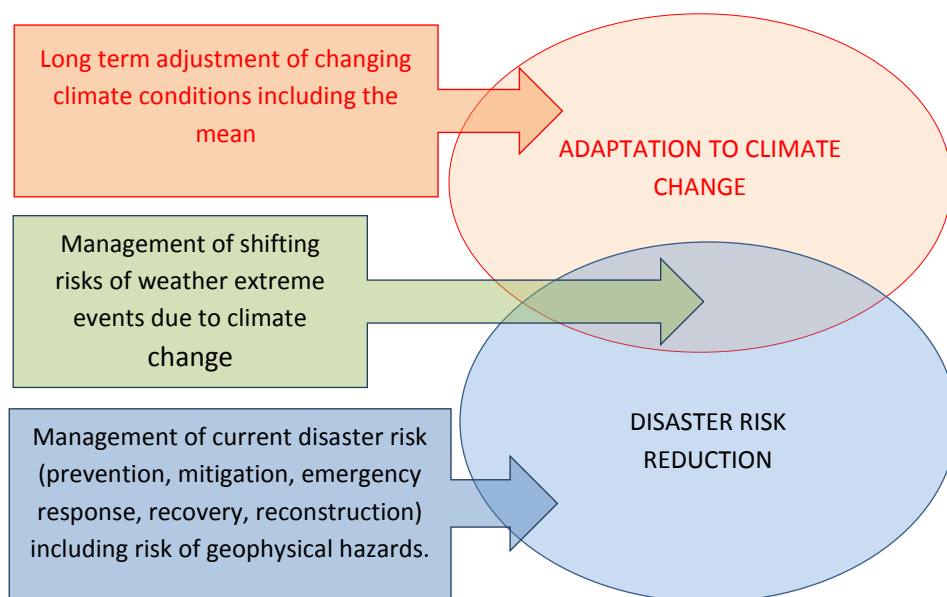 Long term adjustment of changing
climate conditions including the
mean
ADAPTATION TO CLIMATE
CHANGE
Management of shifting
risks of weather extreme
events due to climate
change
Management of current disaster risk
(prevention, mitigation, emergency
response, recovery, reconstruction)
including risk of geophysical hazards.
DISASTER RISK
REDUCTION